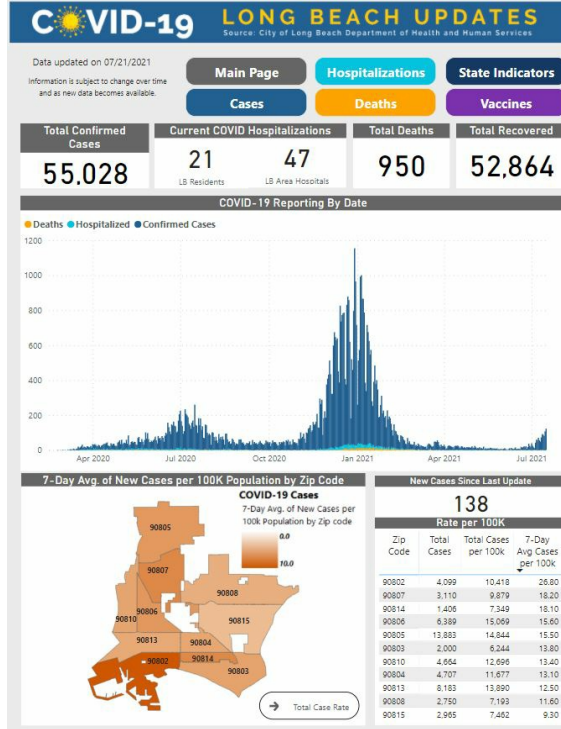 COVID-19
LONG BEACH UPDATES
Source: City of Long Beach Department of Health and Human Services
Data updated on 07/21/2021
Information is subject to change over time
and as new data becomes available.
Main Page
Hospitalizations
State Indicators
Cases
Deaths
Vaccines
Total Confirmed
Cases
55,028
Current COVID Hospitalizations
21
LB Residents
47
LB Area Hospitals
Total Deaths
950
Total Recovered
52,864
COVID-19 Reporting By Date
Deaths Hospitalized Confirmed Cases
1200
1000
800
600
400
200
0
Apr 2020 Jul 2020 Oct 2020 Jan 2021 Apr 2021 Jul 2021
7-Day Avg. of New Cases per 100K Population by Zip Code
COVID-19 Cases
7-Day Avg. of New Cases per
100k Population by Zip code
0.0
10.0
90805
90807
90808
90810
90806
90815
90813
90804
90802
90814
90803
Total Case Rate
New Cases Since Last Update
138
Rate per 100K
Zip Code Total Cases Total Cases per 100k 7-Day Avg Cases per 100k
90802 4,099 10,418 26.80
90807 3,110 9,879 18.20
90814 1,406 7,349 18.10
90806 6,389 15,069 15.60
90805 13,883 14,844 15.50
90803 2,000 6,244 13.80
90810 4,664 12,696 13.40
90804 4,707 11,677 13.10
90813 8,183 13,890 12.50
90808 2,750 7,193 11.60
90815 2,965 7,462 9.30